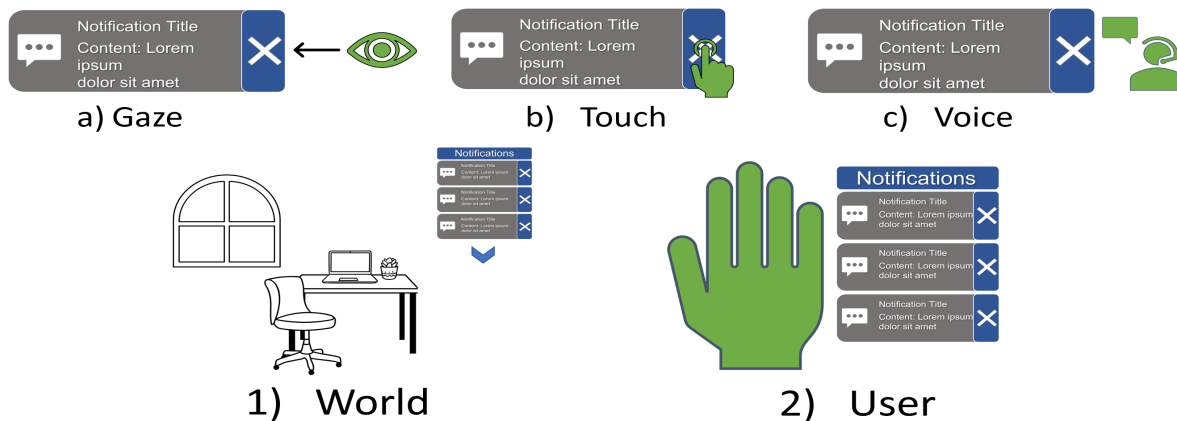 Notification Title
Content: Lorem
ipsum
dolor sit amet
a) Gaze
Notification Title
Content: Lorem
ipsum
dolor sit amet
b) Touch
Notification Title
Content: Lorem
ipsum
dolor sit amet
c) Voice
Notifications
Notification Title
Content: Lorem ipsum
dolor sit amet
Notification Title
Content: Lorem ipsum
dolor sit amet
Notification Title
Content: Lorem ipsum
dolor sit amet
1) World
Notifications
Notification Title
Content: Lorem ipsum
dolor sit amet
Notification Title
Content: Lorem ipsum
dolor sit amet
Notification Title
Content: Lorem ipsum
dolor sit amet
2) User